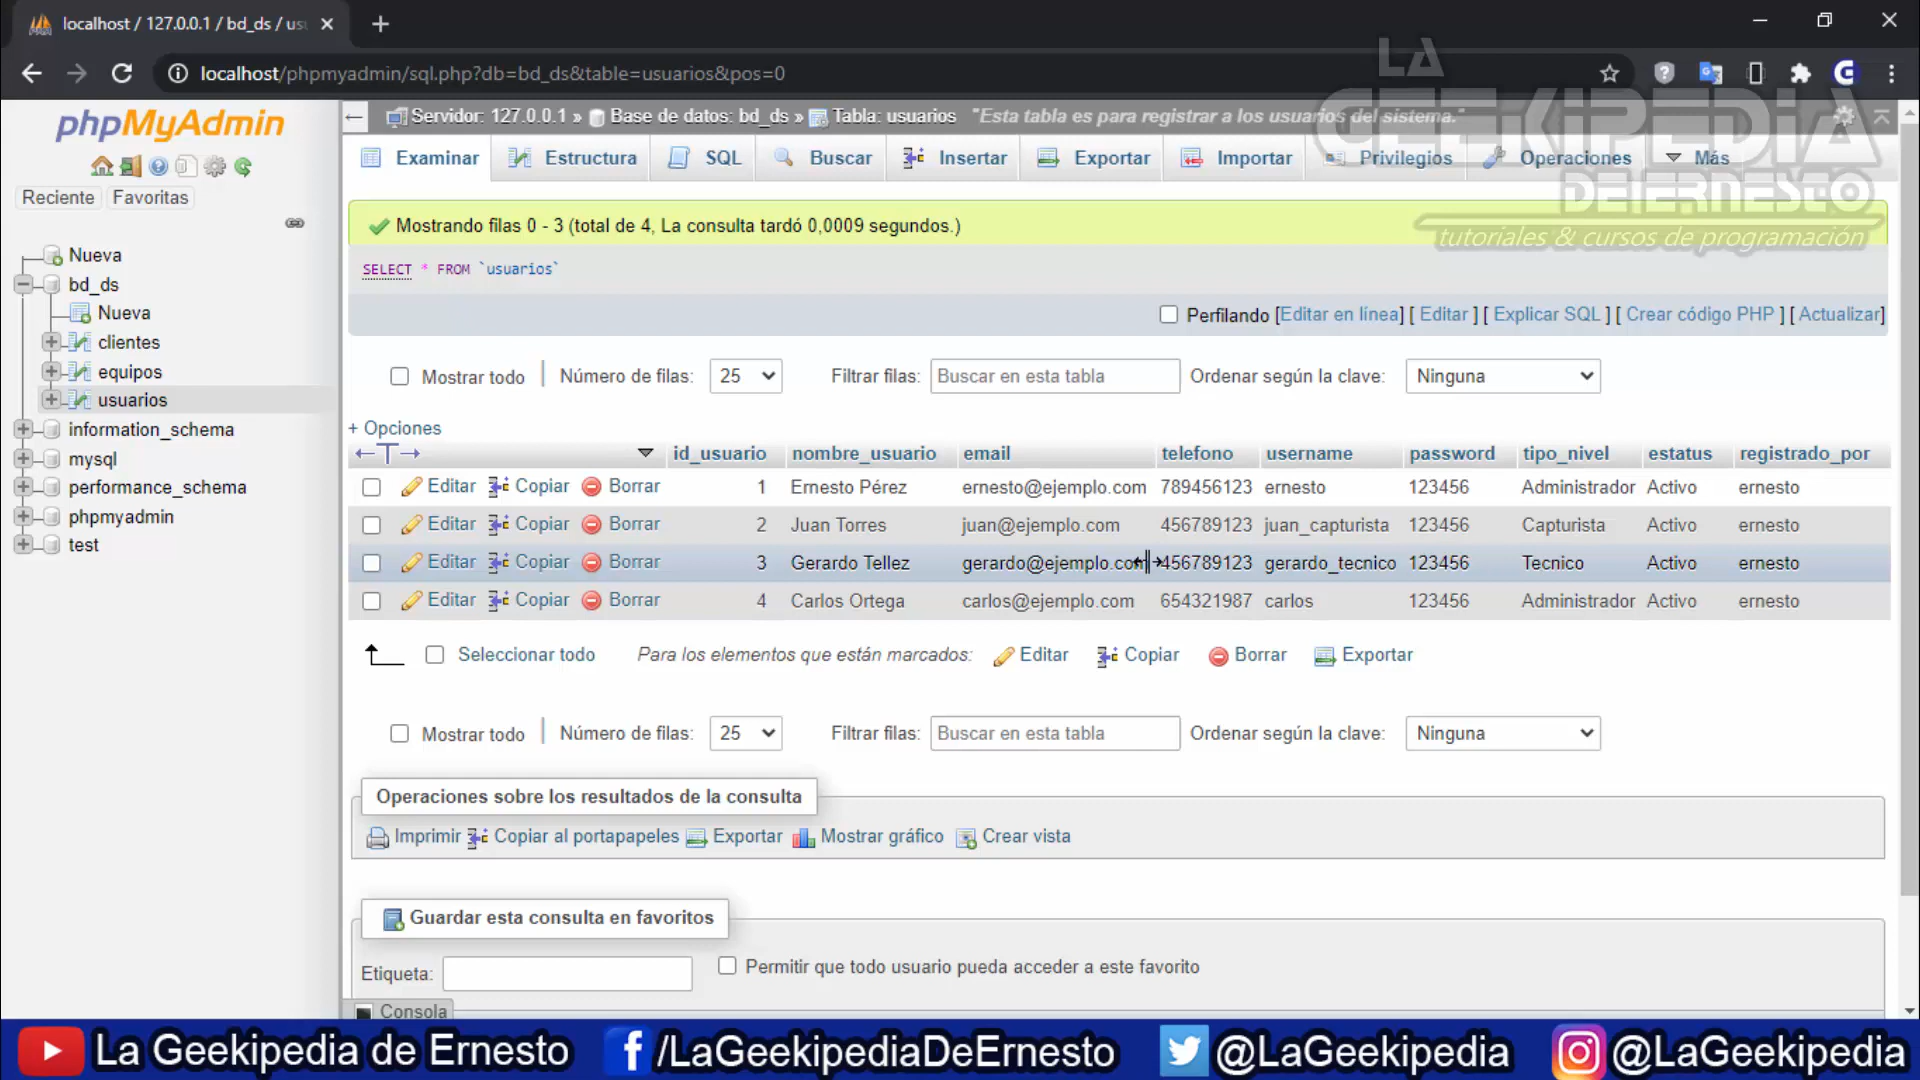 localhost / 127.0.0.1 / bd_ds / us
localhost/phpmyadmin/sql.php?db=bd_ds&table=usuarios&pos=0
LA
GEEKIPEDIA
DE ERNESTO
tutoriales & cursos de programación
phpMyAdmin
Reciente Favoritas
Nueva
bd_ds
Nueva
clientes
equipos
usuarios
information_schema
mysql
performance_schema
phpmyadmin
test
Servidor: 127.0.0.1 » Base de datos: bd_ds » Tabla: usuarios "Esta tabla es para registrar a los usuarios del sistema."
Examinar Estructura SQL Buscar Insertar Exportar Importar Privilegios Operaciones Más
Mostrando filas 0 - 3 (total de 4, La consulta tardó 0,0009 segundos.)
SELECT * FROM `usuarios`
Perfilando [Editar en línea] [ Editar ] [ Explicar SQL ] [ Crear código PHP ] [ Actualizar]
Mostrar todo Número de filas: 25 Filtrar filas: Buscar en esta tabla Ordenar según la clave: Ninguna
+ Opciones
←T→ id_usuario nombre_usuario email telefono username password tipo_nivel estatus registrado_por
Editar Copiar Borrar 1 Ernesto Pérez ernesto@ejemplo.com 789456123 ernesto 123456 Administrador Activo ernesto
Editar Copiar Borrar 2 Juan Torres juan@ejemplo.com 456789123 juan_capturista 123456 Capturista Activo ernesto
Editar Copiar Borrar 3 Gerardo Tellez gerardo@ejemplo.com 456789123 gerardo_tecnico 123456 Tecnico Activo ernesto
Editar Copiar Borrar 4 Carlos Ortega carlos@ejemplo.com 654321987 carlos 123456 Administrador Activo ernesto
Seleccionar todo Para los elementos que están marcados: Editar Copiar Borrar Exportar
Mostrar todo Número de filas: 25 Filtrar filas: Buscar en esta tabla Ordenar según la clave: Ninguna
Operaciones sobre los resultados de la consulta
Imprimir Copiar al portapapeles Exportar Mostrar gráfico Crear vista
Guardar esta consulta en favoritos
Etiqueta: Permitir que todo usuario pueda acceder a este favorito
Consola
La Geekipedia de Ernesto /LaGeekipediaDeErnesto @LaGeekipedia @LaGeekipedia